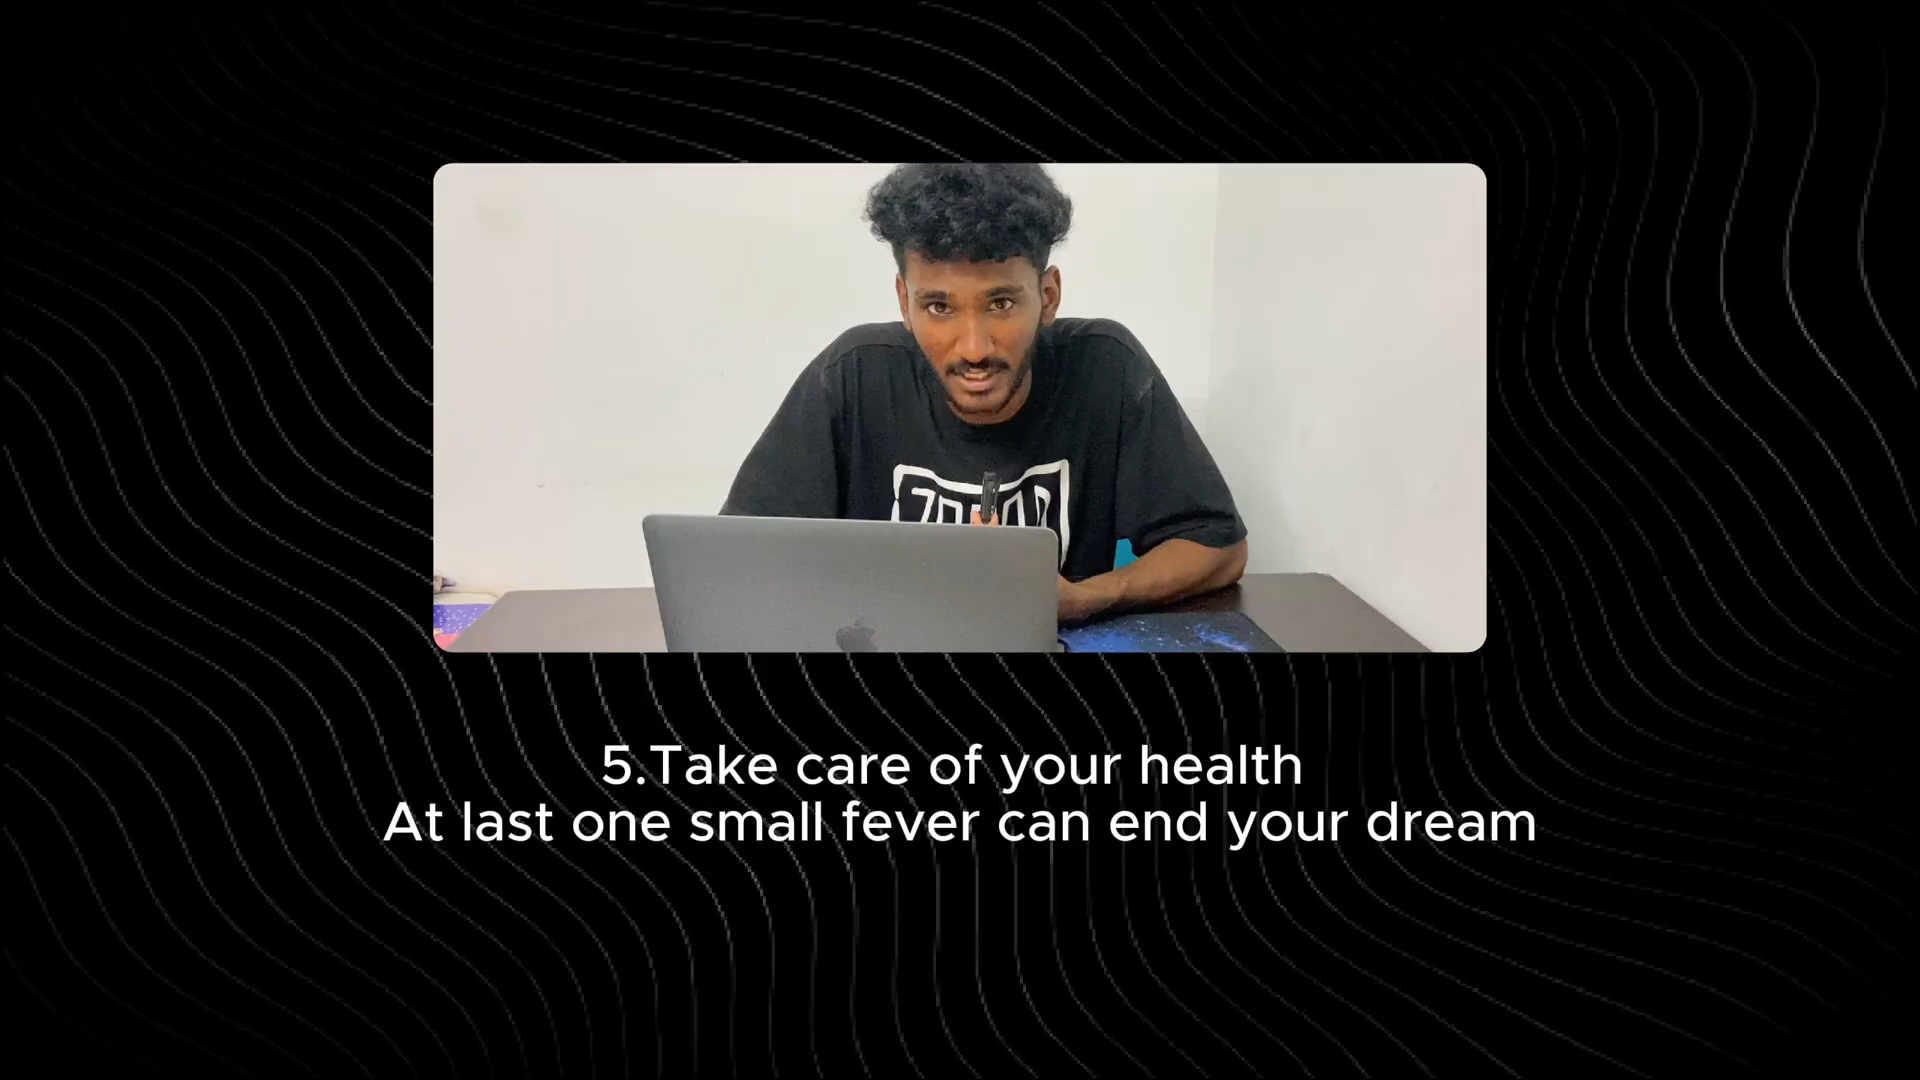 5.Take care of your health
At last one small fever can end your dream